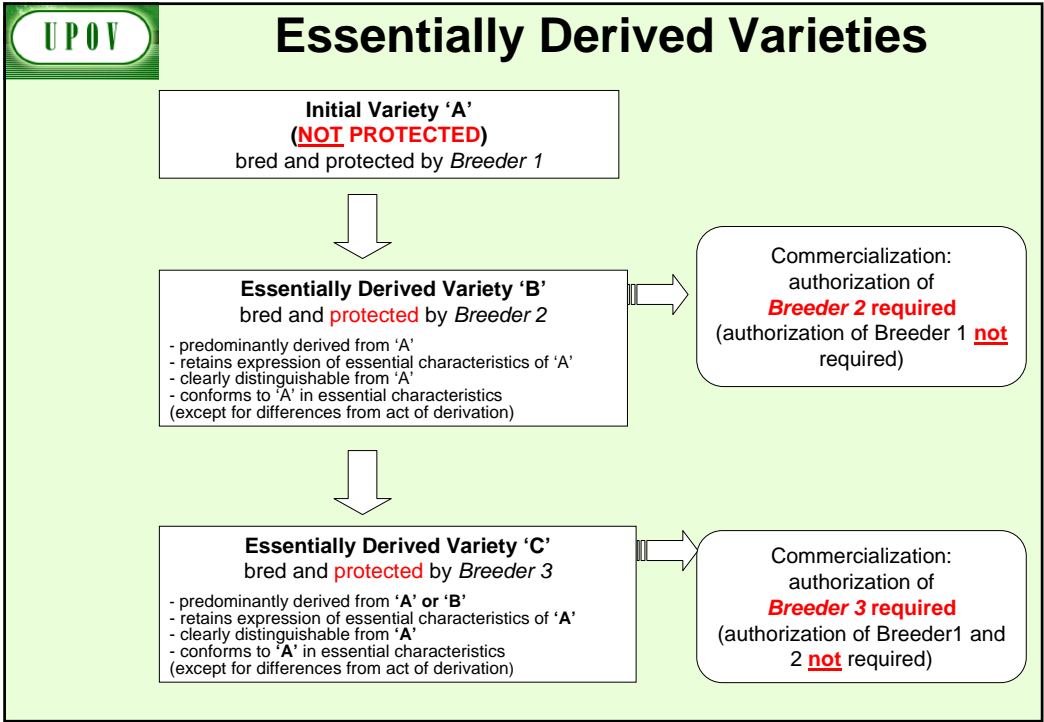 UPOV
Essentially Derived Varieties
Initial Variety ‘A’
(NOT PROTECTED)
bred and protected by Breeder 1
Essentially Derived Variety ‘B’
bred and protected by Breeder 2
- predominantly derived from ‘A’
- retains expression of essential characteristics of ‘A’
- clearly distinguishable from ‘A’
- conforms to ‘A’ in essential characteristics
(except for differences from act of derivation)
Commercialization:
authorization of
Breeder 2 required
(authorization of Breeder 1 not
required)
Essentially Derived Variety ‘C’
bred and protected by Breeder 3
- predominantly derived from ‘A’ or ‘B’
- retains expression of essential characteristics of ‘A’
- clearly distinguishable from ‘A’
- conforms to ‘A’ in essential characteristics
(except for differences from act of derivation)
Commercialization:
authorization of
Breeder 3 required
(authorization of Breeder1 and
2 not required)